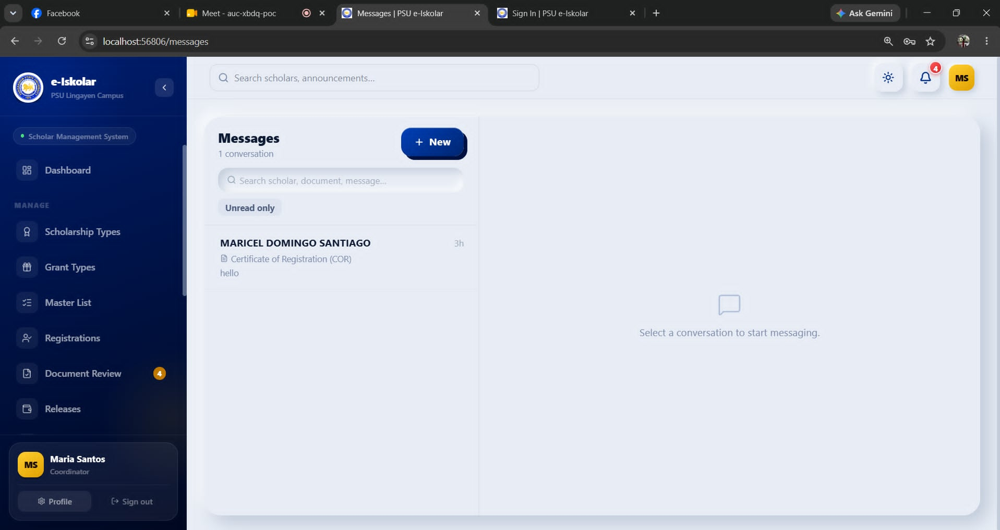 Facebook
Meet - auc-xbdq-poc
Messages | PSU e-Iskolar
Sign In | PSU e-Iskolar
Ask Gemini
localhost:56806/messages
e-Iskolar
PSU Lingayen Campus
Scholar Management System
Dashboard
MANAGE
Scholarship Types
Grant Types
Master List
Registrations
Document Review
4
Releases
MS
Maria Santos
Coordinator
Profile
Sign out
Search scholars, announcements...
4
MS
Messages
1 conversation
+ New
Search scholar, document, message...
Unread only
MARICEL DOMINGO SANTIAGO
3h
Certificate of Registration (COR)
hello
Select a conversation to start messaging.